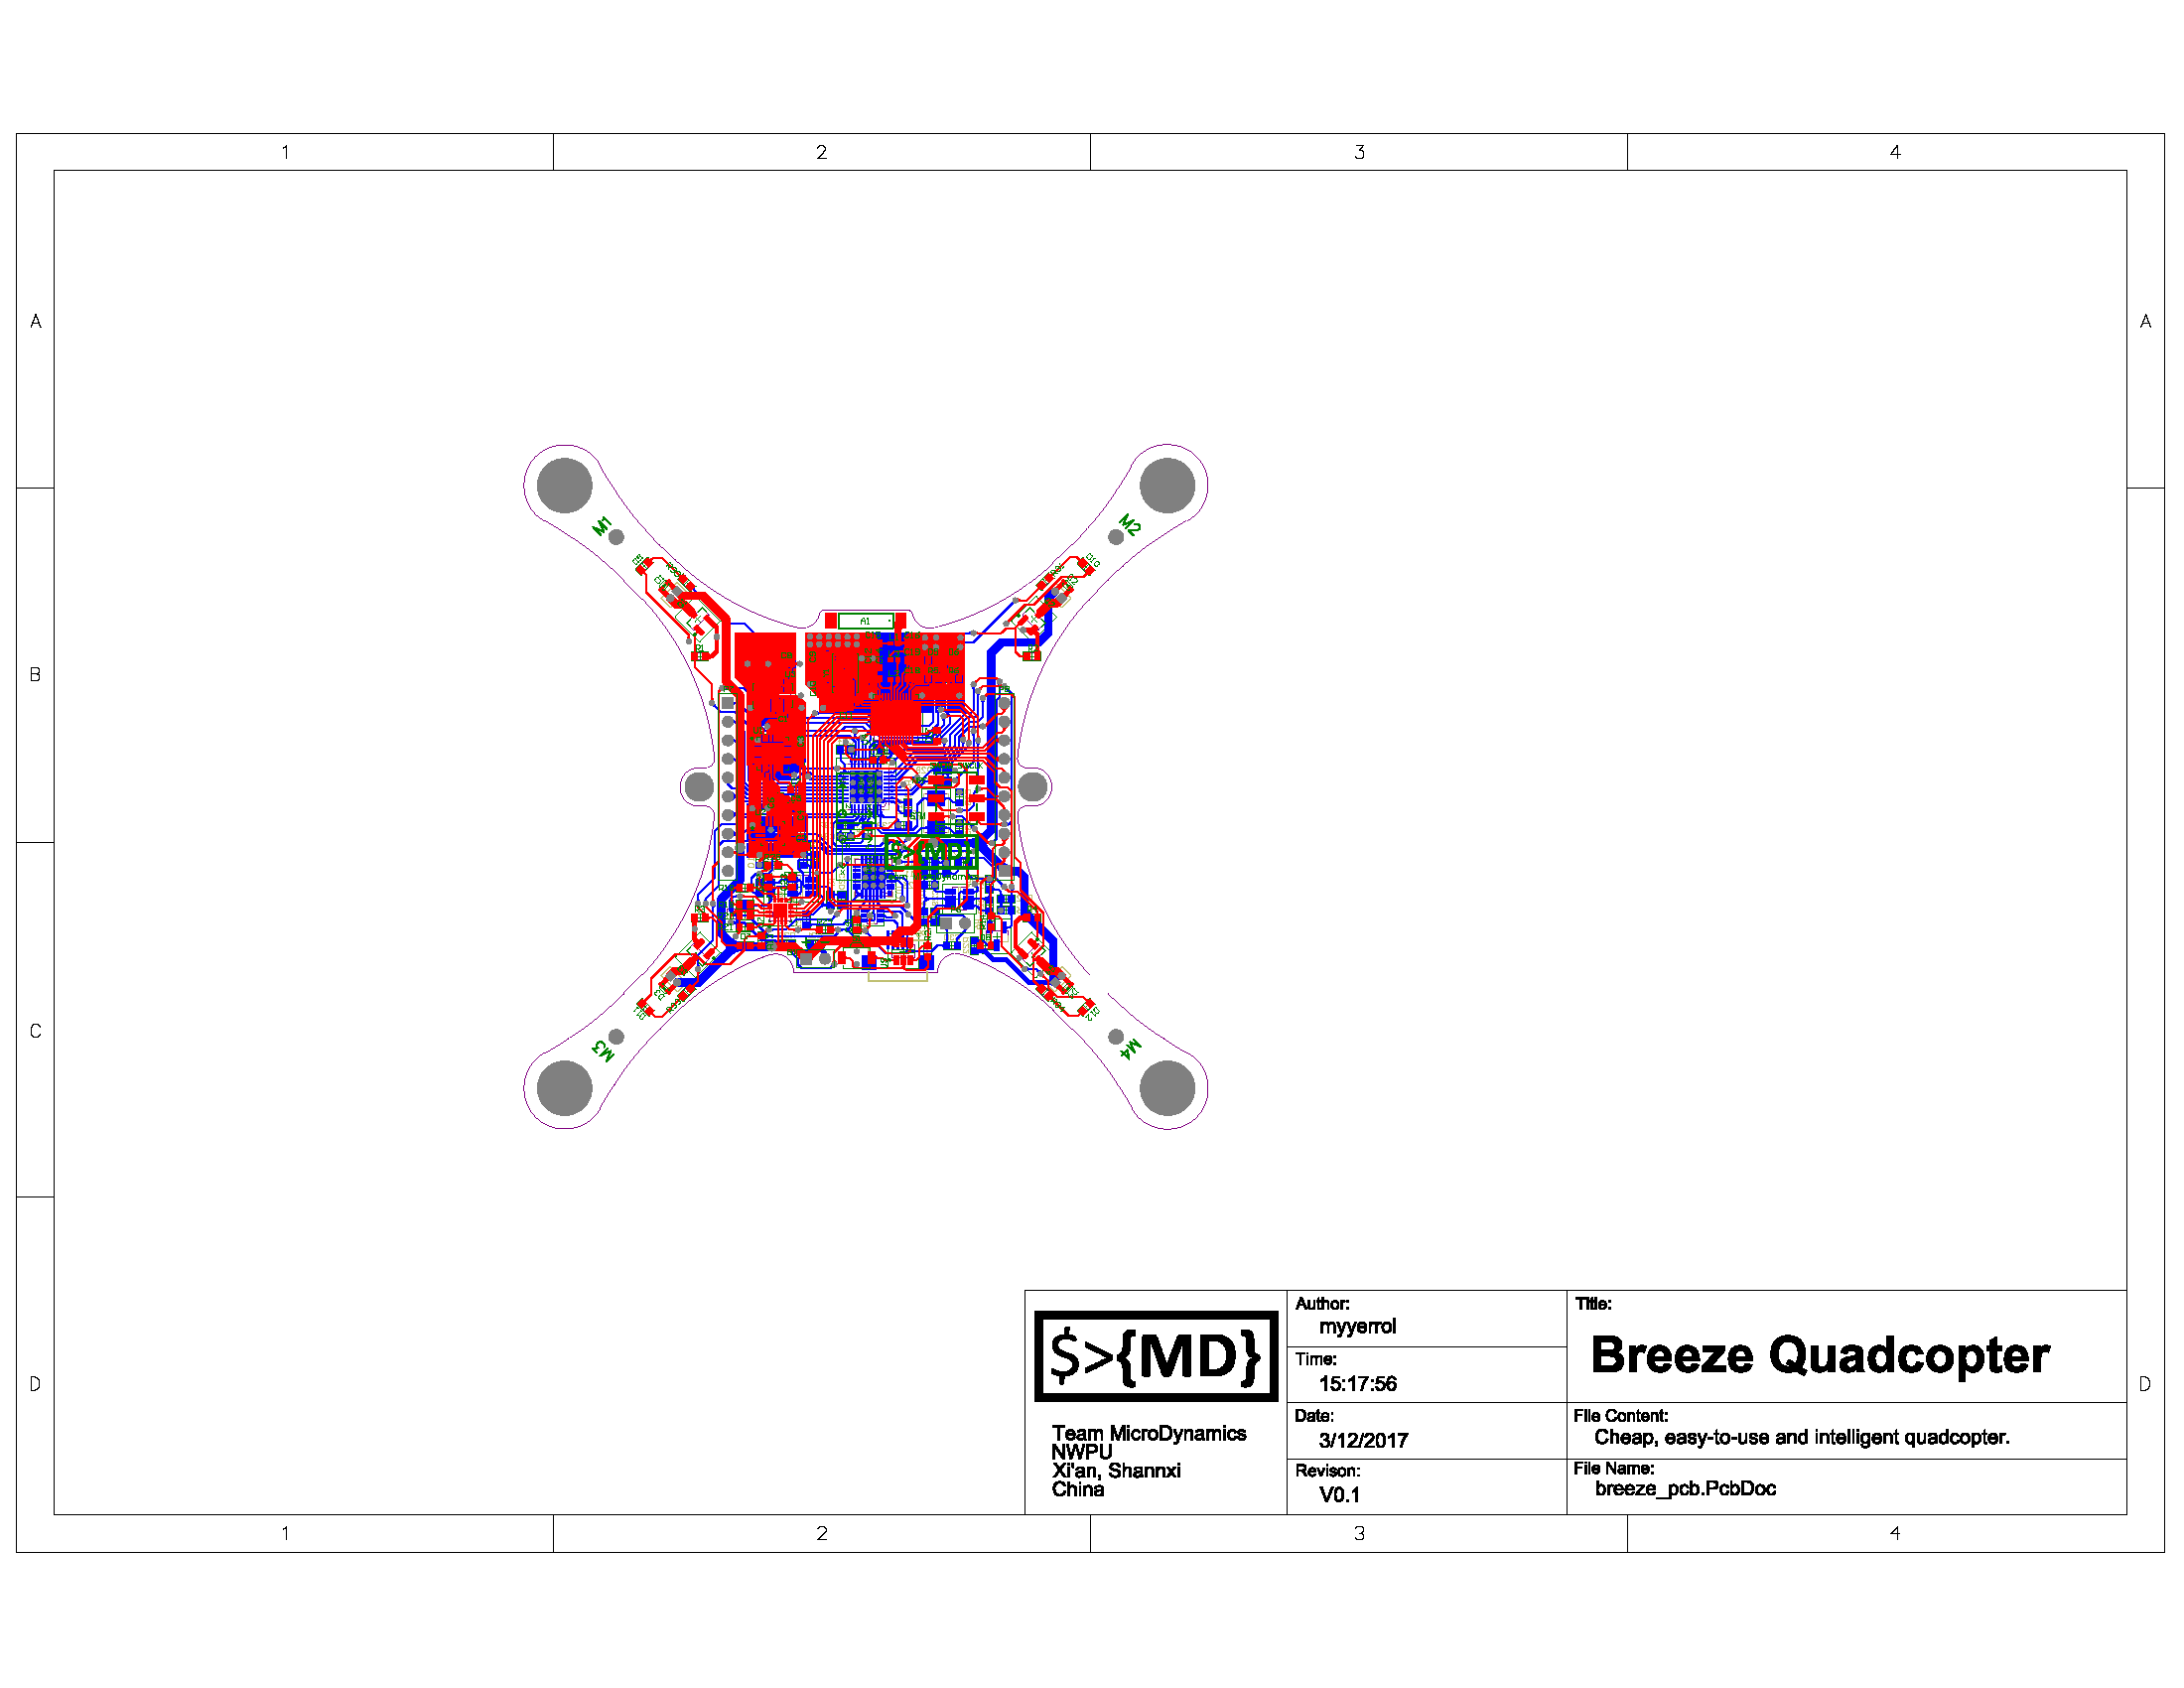 1 2 3 4
A A
M1 M2
A1
B
$>{MD}
C
M3 M4
Author:
myyerrol
Title:
Breeze Quadcopter
$>{MD}
Time:
15:17:56
D D
Team MicroDynamics
NWPU
Xi'an, Shannxi
China
Date:
3/12/2017
File Content:
Cheap, easy-to-use and intelligent quadcopter.
Revison:
V0.1
File Name:
breeze_pcb.PcbDoc
1 2 3 4